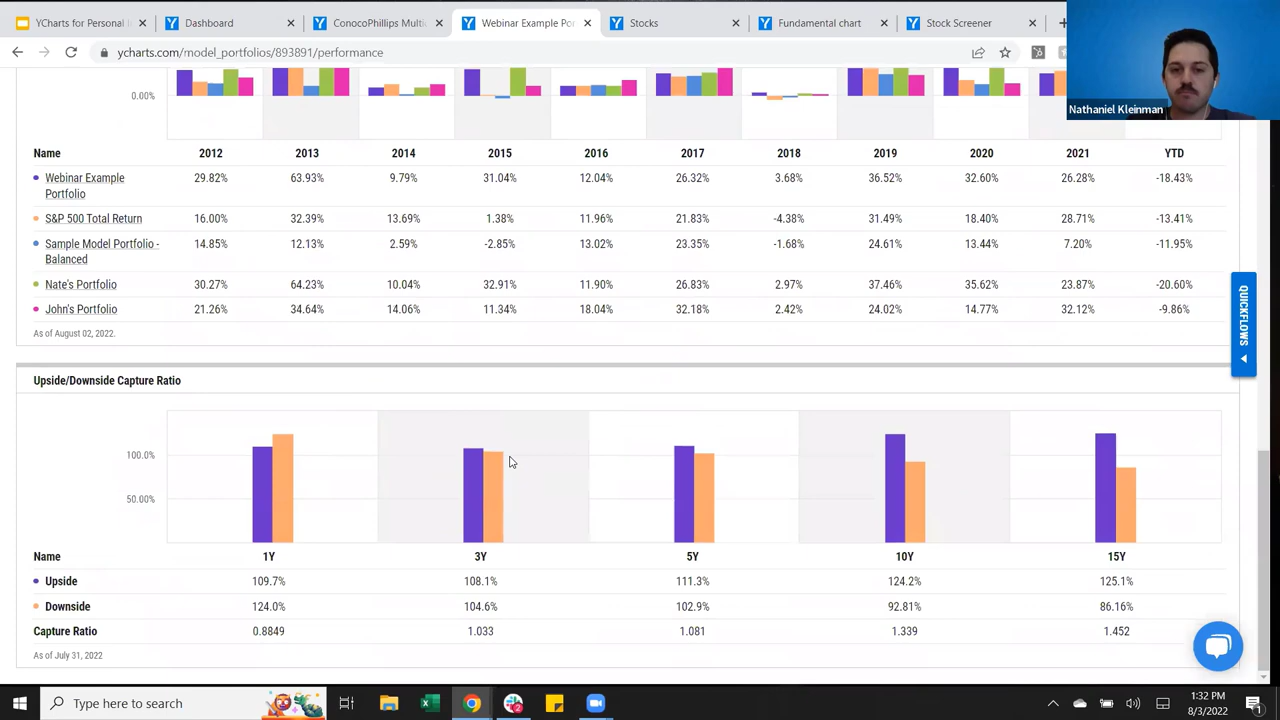 YCharts for Personal
Dashboard
ConocoPhillips Multi
Webinar Example Po
Stocks
Fundamental chart
Stock Screener
ycharts.com/model_portfolios/893891/performance
Nathaniel Kleinman
0.00%
Name 2012 2013 2014 2015 2016 2017 2018 2019 2020 2021 YTD
Webinar Example Portfolio 29.82% 63.93% 9.79% 31.04% 12.04% 26.32% 3.68% 36.52% 32.60% 26.28% -18.43%
S&P 500 Total Return 16.00% 32.39% 13.69% 1.38% 11.96% 21.83% -4.38% 31.49% 18.40% 28.71% -13.41%
Sample Model Portfolio - Balanced 14.85% 12.13% 2.59% -2.85% 13.02% 23.35% -1.68% 24.61% 13.44% 7.20% -11.95%
Nate's Portfolio 30.27% 64.23% 10.04% 32.91% 11.90% 26.83% 2.97% 37.46% 35.62% 23.87% -20.60%
John's Portfolio 21.26% 34.64% 14.06% 11.34% 18.04% 32.18% 2.42% 24.02% 14.77% 32.12% -9.86%
As of August 02, 2022.
QUICKFLOWS
Upside/Downside Capture Ratio
100.0%
50.00%
Name 1Y 3Y 5Y 10Y 15Y
Upside 109.7% 108.1% 111.3% 124.2% 125.1%
Downside 124.0% 104.6% 102.9% 92.81% 86.16%
Capture Ratio 0.8849 1.033 1.081 1.339 1.452
As of July 31, 2022
Type here to search
1:32 PM
8/3/2022